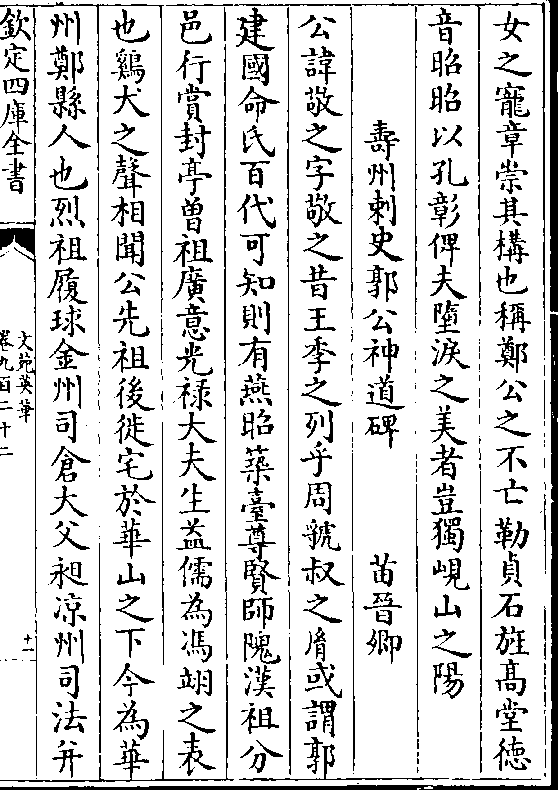 女之寵章崇其構也稱鄭公之不亡勒貞石旌髙堂徳
音昭昭以孔彰俾夫墮淚之美者豈獨峴山之陽
壽州刺史郭公神道碑 苗晉卿
公諱敬之字敬之昔王季之列乎周虢叔之㣧或謂郭
建國命氏百代可知則有燕昭築臺尊賢師隗漢祖分
邑行賞封亭曽祖廣意光禄大夫生孟儒為馮翊之表
也鷄犬之聲相聞公先祖後徙宅於華山之下今為華
州鄭縣人也烈祖履球金州司倉大父昶凉州司法并
欽定四庫全書
文苑英華
卷九百二十二
十一